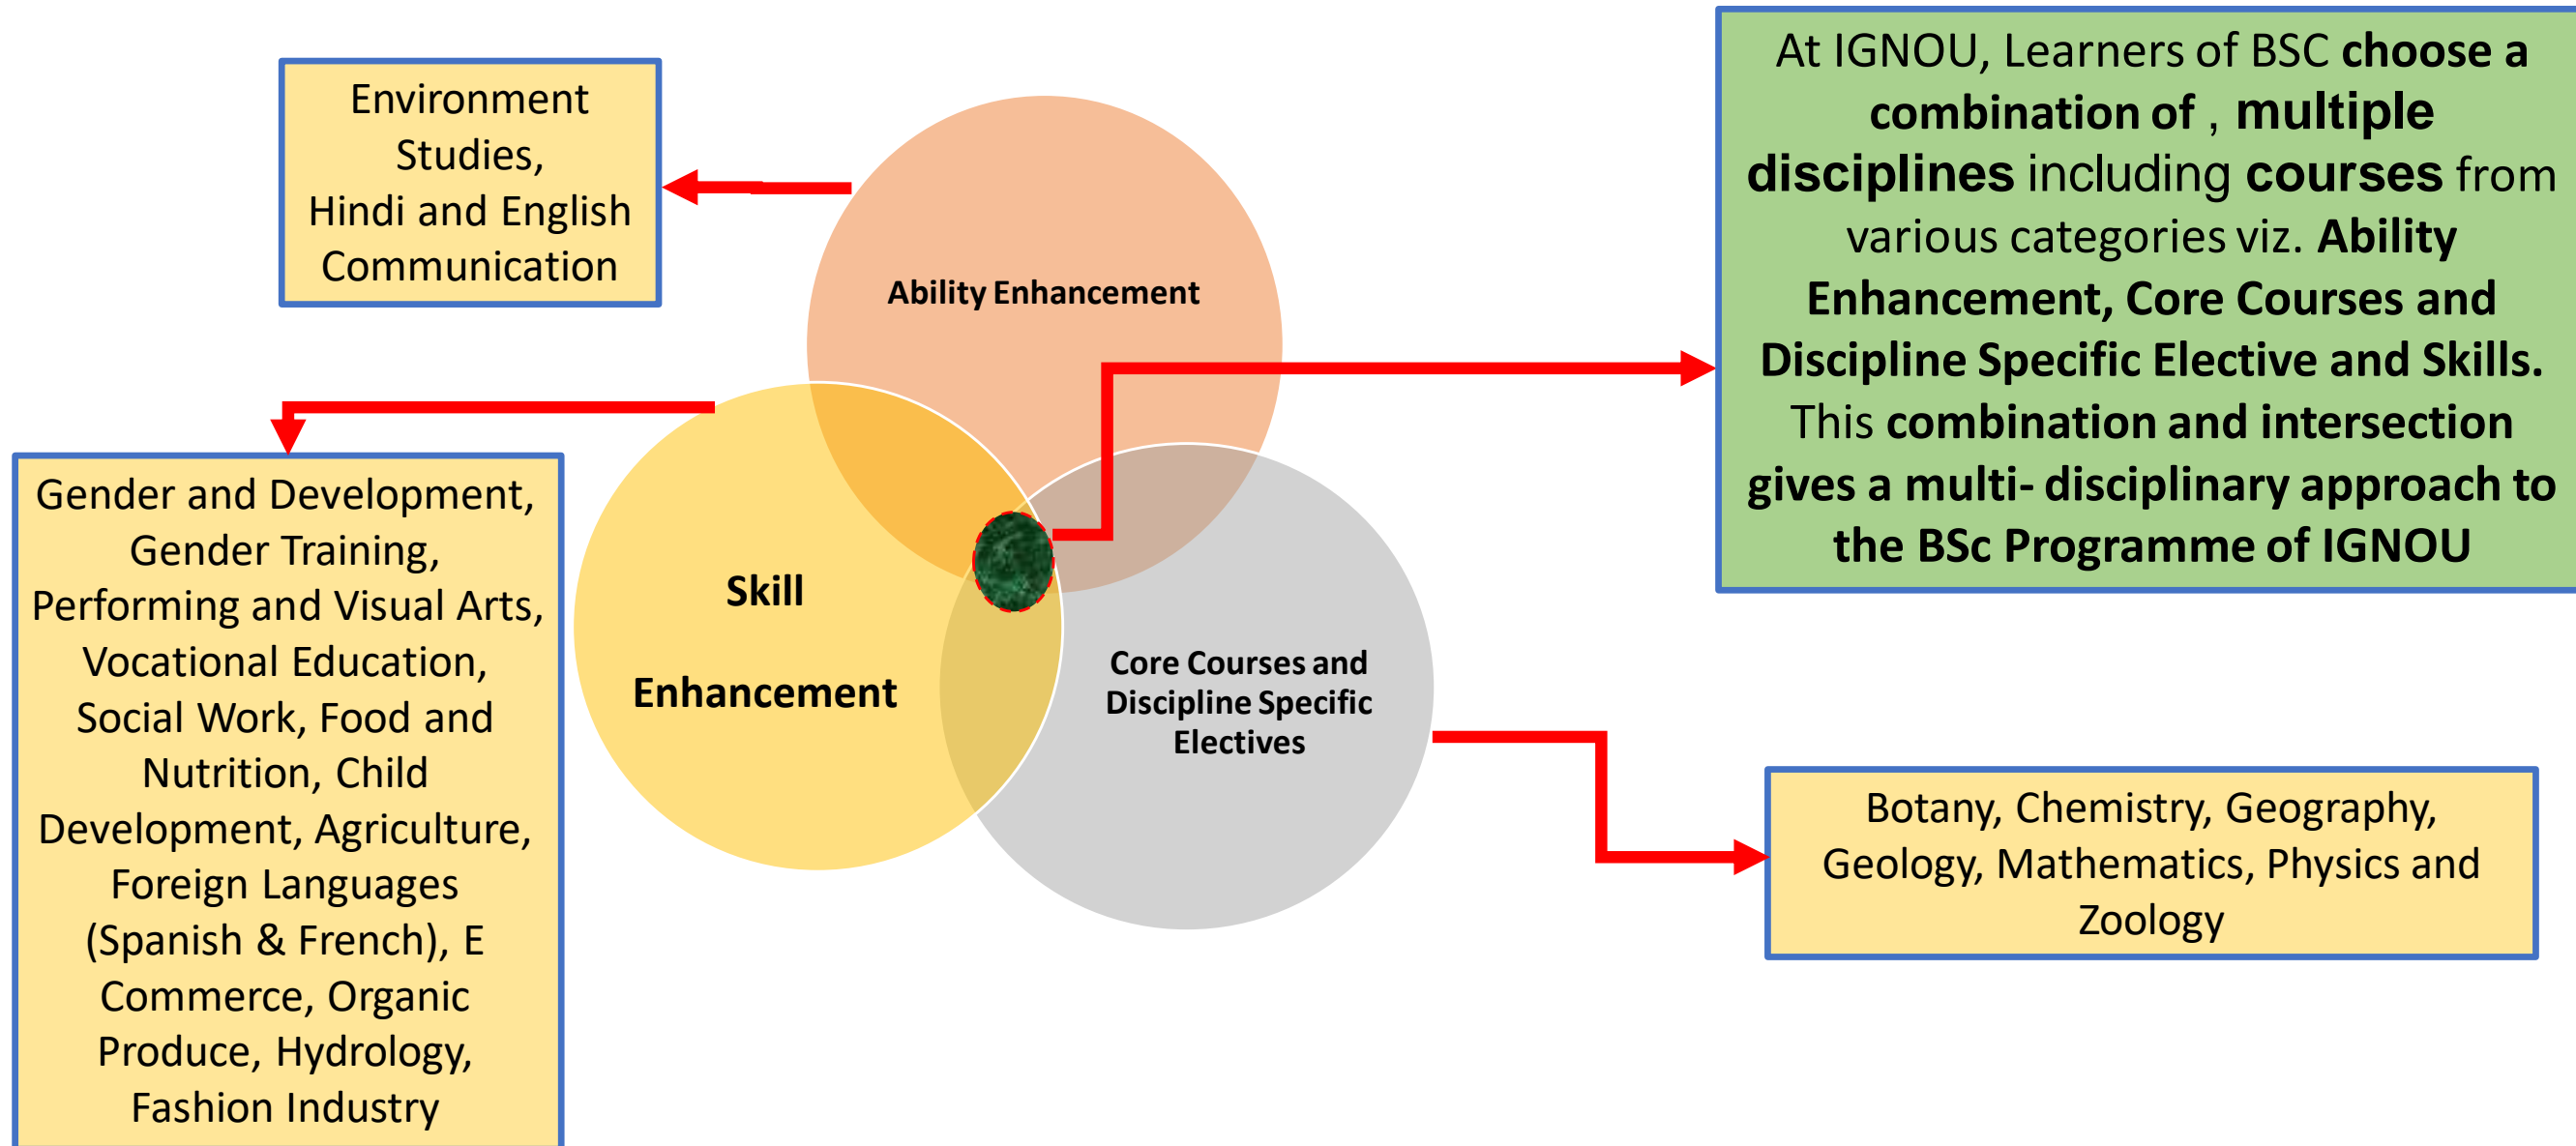 Environment
Studies,
Hindi and English
Communication
At IGNOU, Learners of BSC choose a
combination of , multiple
disciplines including courses from
various categories viz. Ability
Enhancement, Core Courses and
Discipline Specific Elective and Skills.
This combination and intersection
gives a multi- disciplinary approach to
the BSc Programme of IGNOU
Ability Enhancement
Skill
Enhancement
Core Courses and
Discipline Specific
Electives
Gender and Development,
Gender Training,
Performing and Visual Arts,
Vocational Education,
Social Work, Food and
Nutrition, Child
Development, Agriculture,
Foreign Languages
(Spanish & French), E
Commerce, Organic
Produce, Hydrology,
Fashion Industry
Botany, Chemistry, Geography,
Geology, Mathematics, Physics and
Zoology